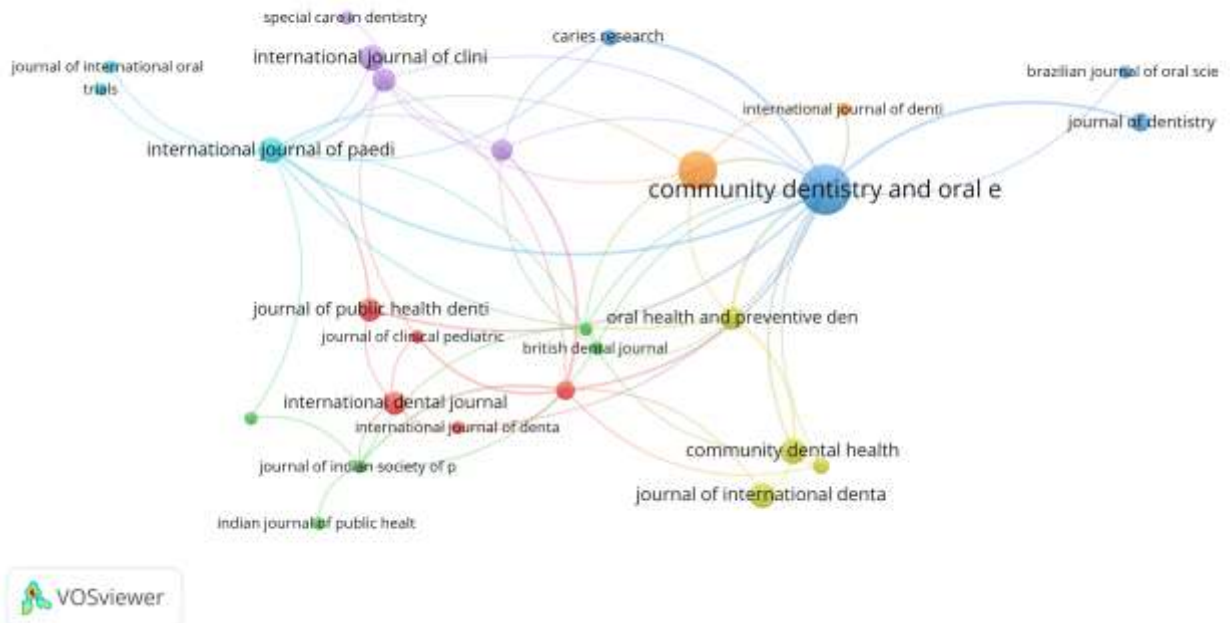 special care in dentistry
caries research
international journal of clini
journal of international oral
trials
brazilian journal of oral scie
international journal of denti
journal of dentistry
international journal of paedi
community dentistry and oral e
journal of public health denti
oral health and preventive den
journal of clinical pediatric
british dental journal
international dental journal
international journal of denta
community dental health
journal of indian society of p
journal of international denta
indian journal of public healt
VOSviewer